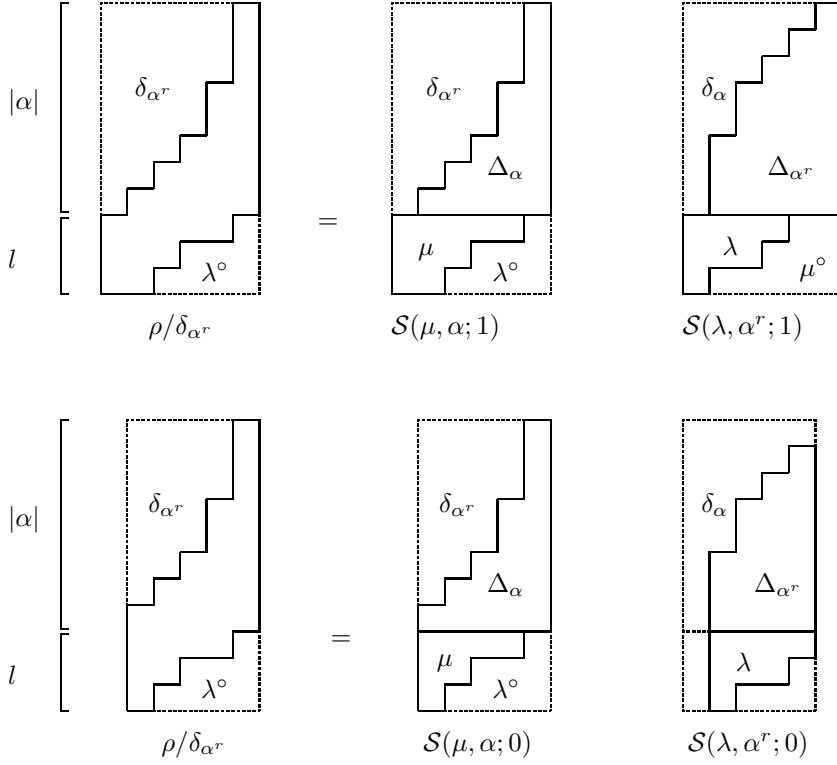 |α| δ_{α^r} δ_{α^r} δ_α
Δ_α Δ_{α^r}
=
l λ° μ λ° λ μ°
ρ/δ_{α^r} S(μ, α; 1) S(λ, α^r; 1)
|α| δ_{α^r} δ_{α^r} δ_α
Δ_α Δ_{α^r}
=
l λ° μ λ° λ
ρ/δ_{α^r} S(μ, α; 0) S(λ, α^r; 0)